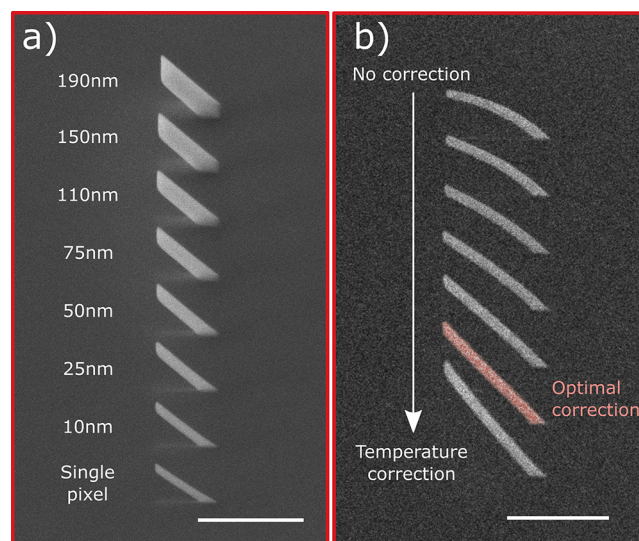 a)
190nm
150nm
110nm
75nm
50nm
25nm
10nm
Single
pixel
b)
No correction
Optimal
correction
Temperature
correction